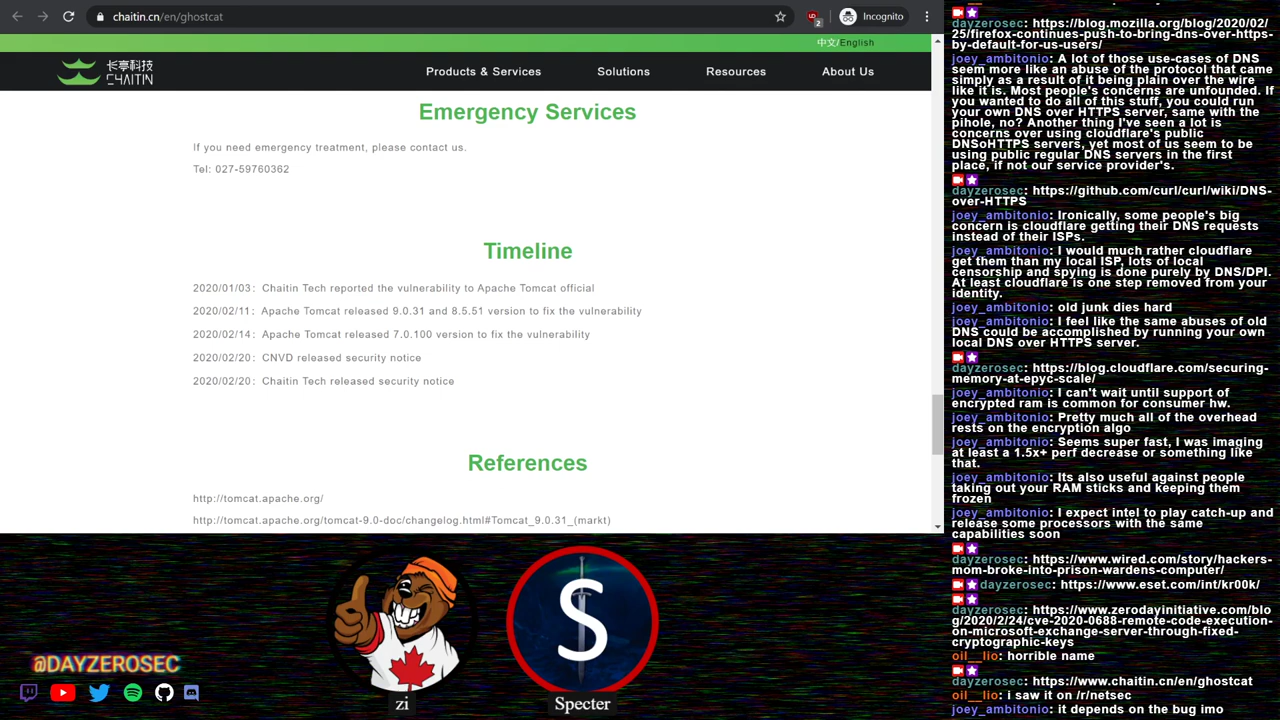 chaitin.cn/en/ghostcat
2
Incognito
中文/English
长亭科技
CHAITIN
Products & Services
Solutions
Resources
About Us
Emergency Services
If you need emergency treatment, please contact us.
Tel: 027-59760362
Timeline
2020/01/03: Chaitin Tech reported the vulnerability to Apache Tomcat official
2020/02/11: Apache Tomcat released 9.0.31 and 8.5.51 version to fix the vulnerability
2020/02/14: Apache Tomcat released 7.0.100 version to fix the vulnerability
2020/02/20: CNVD released security notice
2020/02/20: Chaitin Tech released security notice
References
http://tomcat.apache.org/
http://tomcat.apache.org/tomcat-9.0-doc/changelog.html#Tomcat_9.0.31_(markt)
@DAYZEROSEC
zi
S
Specter
dayzerosec: https://blog.mozilla.org/blog/2020/02/
25/firefox-continues-push-to-bring-dns-over-https-
by-default-for-us-users/
joey_ambitonio: A lot of those use-cases of DNS
seem more like an abuse of the protocol that came
simply as a result of it being plain over the wire
like it is. Most people's concerns are unfounded. If
you wanted to do all of this stuff, you could run
your own DNS over HTTPS server, same with the
pihole, no? Another thing I've seen a lot is
concerns over using cloudflare's public
DNSoHTTPS servers, yet most of us seem to be
using public regular DNS servers in the first
place, if not our service provider's.
dayzerosec: https://github.com/curl/curl/wiki/DNS-
over-HTTPS
joey_ambitonio: Ironically, some people's big
concern is cloudflare getting their DNS requests
instead of their ISPs.
joey_ambitonio: I would much rather cloudflare
get them than my local ISP, lots of local
censorship and spying is done purely by DNS/DPI.
At least cloudflare is one step removed from your
identity.
joey_ambitonio: old junk dies hard
joey_ambitonio: I feel like the same abuses of old
DNS could be accomplished by running your own
local DNS over HTTPS server.
dayzerosec: https://blog.cloudflare.com/securing-
memory-at-epyc-scale/
joey_ambitonio: I can't wait until support of
encrypted ram is common for consumer hw.
joey_ambitonio: Pretty much all of the overhead
rests on the encryption algo
joey_ambitonio: Seems super fast, I was imaging
at least a 1.5x+ perf decrease or something like
that.
joey_ambitonio: Its also useful against people
taking out your RAM sticks and keeping them
frozen
joey_ambitonio: I expect intel to play catch-up and
release some processors with the same
capabilities soon
dayzerosec: https://www.wired.com/story/hackers-
mom-broke-into-prison-wardens-computer/
dayzerosec: https://www.eset.com/int/kr00k/
dayzerosec: https://www.zerodayinitiative.com/blo
g/2020/2/24/cve-2020-0688-remote-code-execution-
on-microsoft-exchange-server-through-fixed-
cryptographic-keys
oil__lio: horrible name
dayzerosec: https://www.chaitin.cn/en/ghostcat
oil__lio: i saw it on /r/netsec
joey_ambitonio: it depends on the bug imo